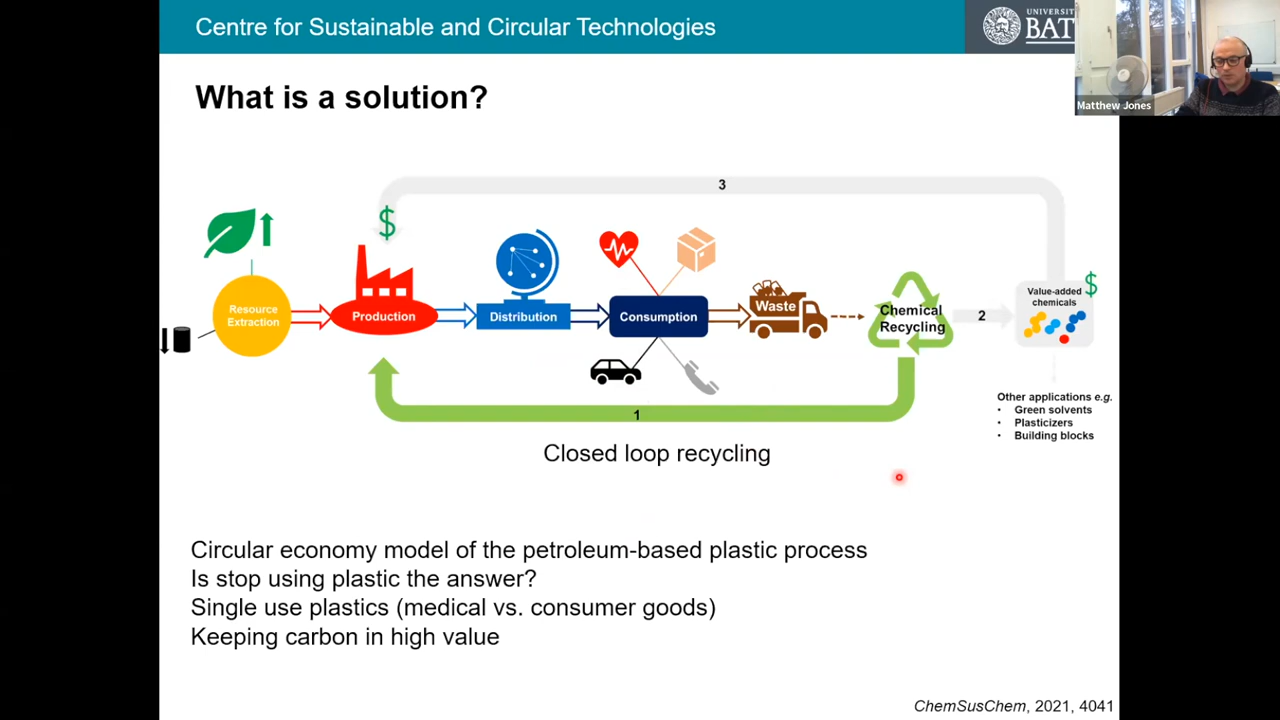 Centre for Sustainable and Circular Technologies
UNIVERSIT
BAT
Matthew Jones
What is a solution?
3
$
$
Resource
Extraction
Production
Distribution
Consumption
Waste
Chemical
Recycling
2
Value-added
chemicals
1
Closed loop recycling
Other applications e.g.
• Green solvents
• Plasticizers
• Building blocks
Circular economy model of the petroleum-based plastic process
Is stop using plastic the answer?
Single use plastics (medical vs. consumer goods)
Keeping carbon in high value
ChemSusChem, 2021, 4041